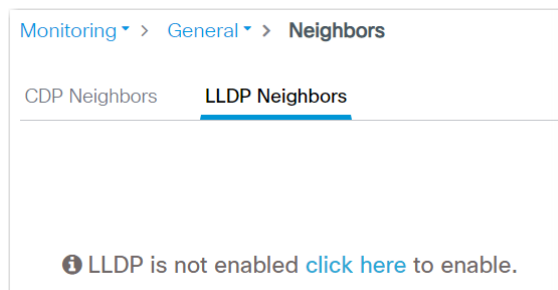 Monitoring > General > Neighbors
CDP Neighbors LLDP Neighbors
LLDP is not enabled click here to enable.